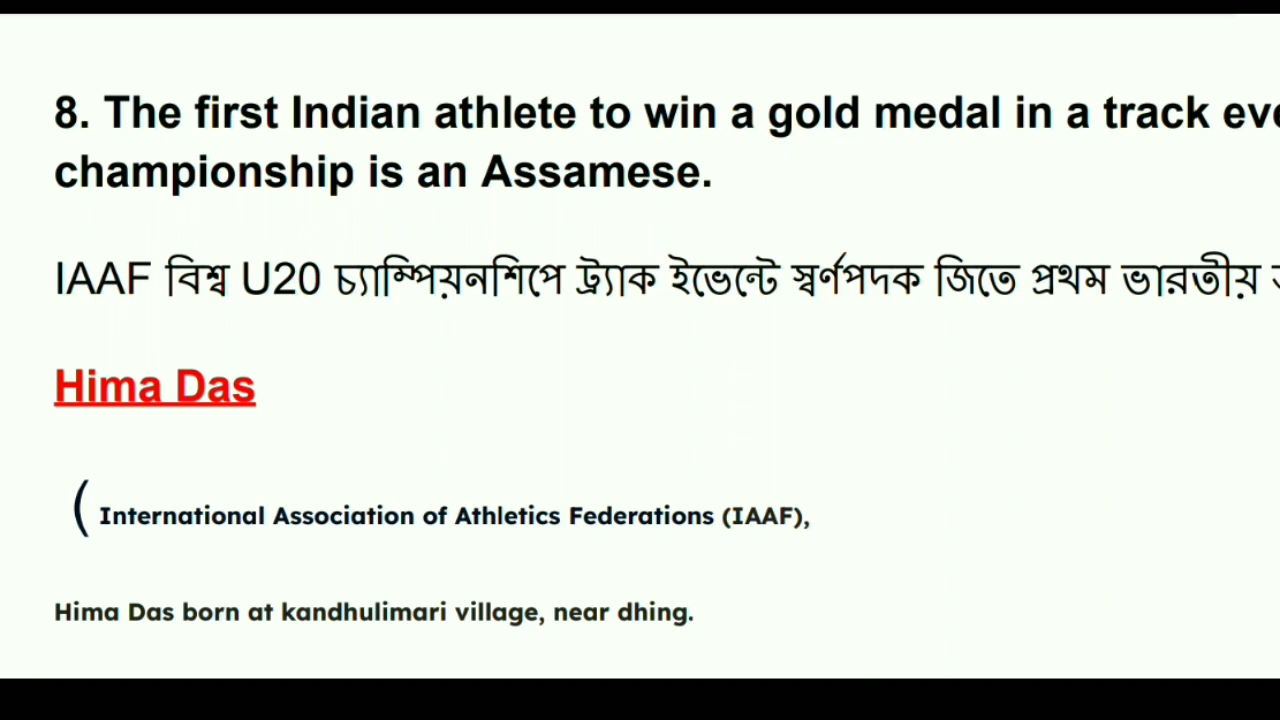 8. The first Indian athlete to win a gold medal in a track
championship is an Assamese.
IAAF বিশ্ব U20 চ্যাম্পিয়নশিপে ট্র্যাক ইভেন্টে স্বর্ণপদক জিতে প্রথম ভারতীয়
Hima Das
( International Association of Athletics Federations (IAAF),
Hima Das born at kandhulimari village, near dhing.